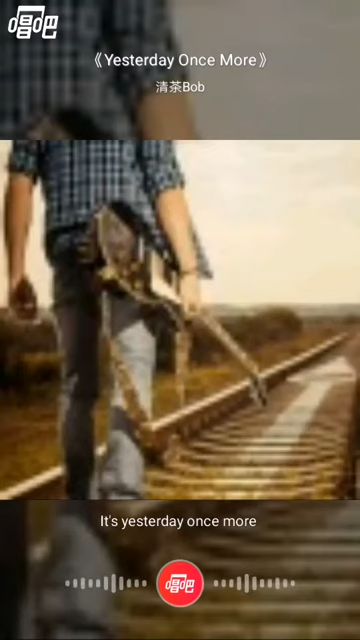 唱吧
《Yesterday Once More》
清茶Bob
It's yesterday once more
唱吧